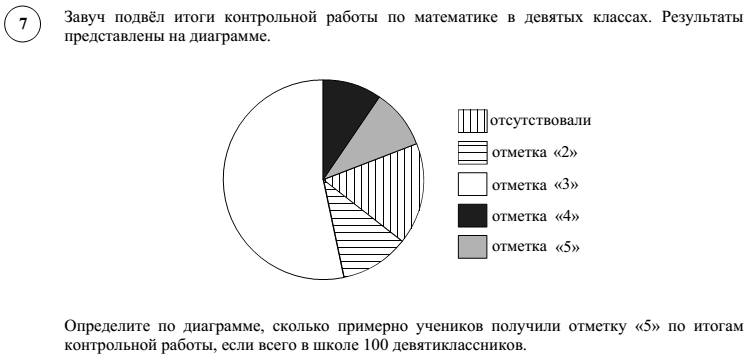 7
Завуч подвёл итоги контрольной работы по математике в девятых классах. Результаты
представлены на диаграмме.
отсутствовали
отметка «2»
отметка «3»
отметка «4»
отметка «5»
Определите по диаграмме, сколько примерно учеников получили отметку «5» по итогам
контрольной работы, если всего в школе 100 девятиклассников.